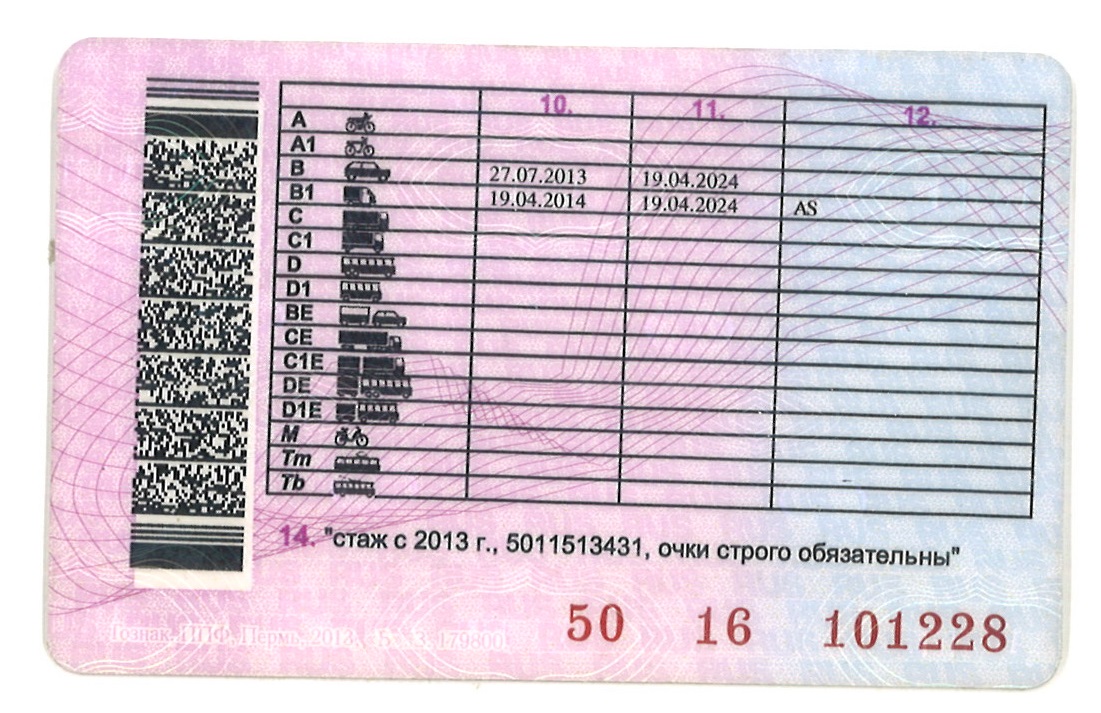 10. 11. 12.
A
A1
B 27.07.2013 19.04.2024
B1 19.04.2014 19.04.2024 AS
C
C1
D
D1
BE
CE
C1E
DE
D1E
M
Tm
Tb
14. "стаж с 2013 г., 5011513431, очки строго обязательны"
50 16 101228
Гознак, ППФ, Пермь, 2013,